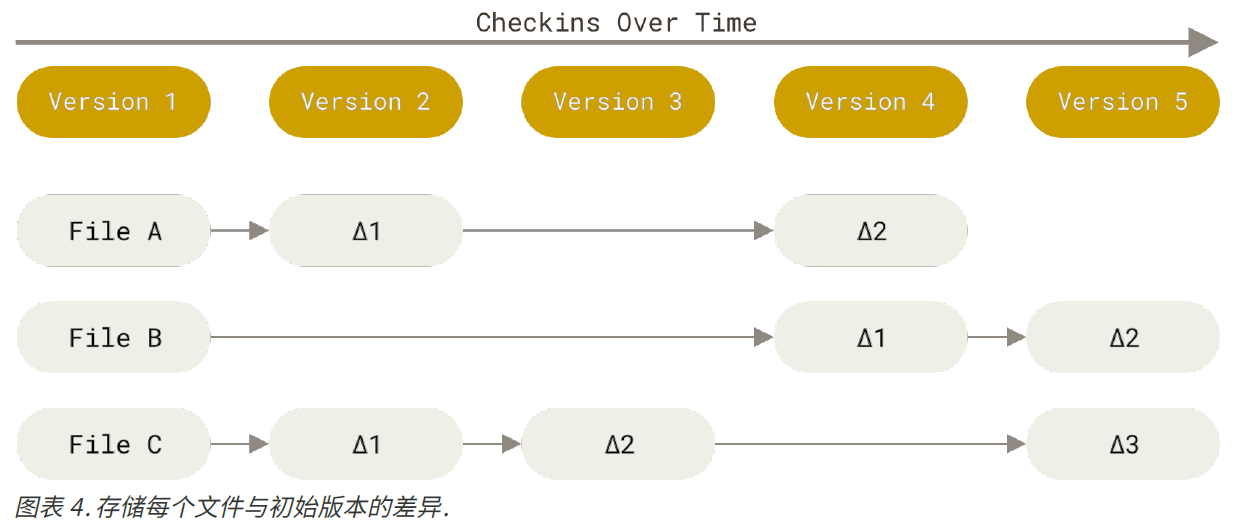 Checkins Over Time
Version 1 Version 2 Version 3 Version 4 Version 5
File A Δ1 Δ2
File B Δ1 Δ2
File C Δ1 Δ2 Δ3
图表 4. 存储每个文件与初始版本的差异.